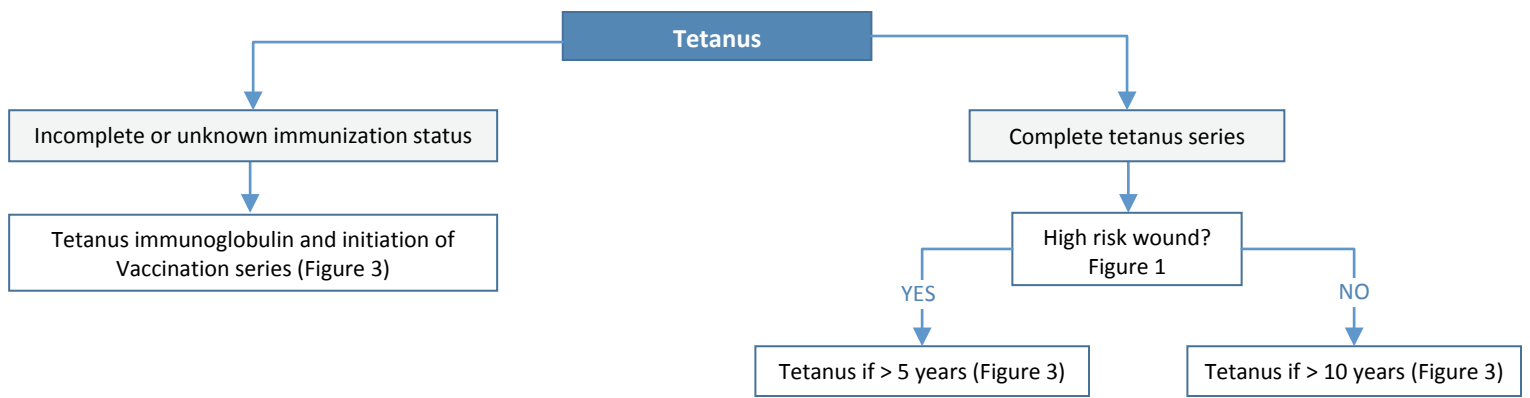 Tetanus
Incomplete or unknown immunization status
Complete tetanus series
Tetanus immunoglobulin and initiation of
Vaccination series (Figure 3)
High risk wound?
Figure 1
YES
NO
Tetanus if > 5 years (Figure 3)
Tetanus if > 10 years (Figure 3)